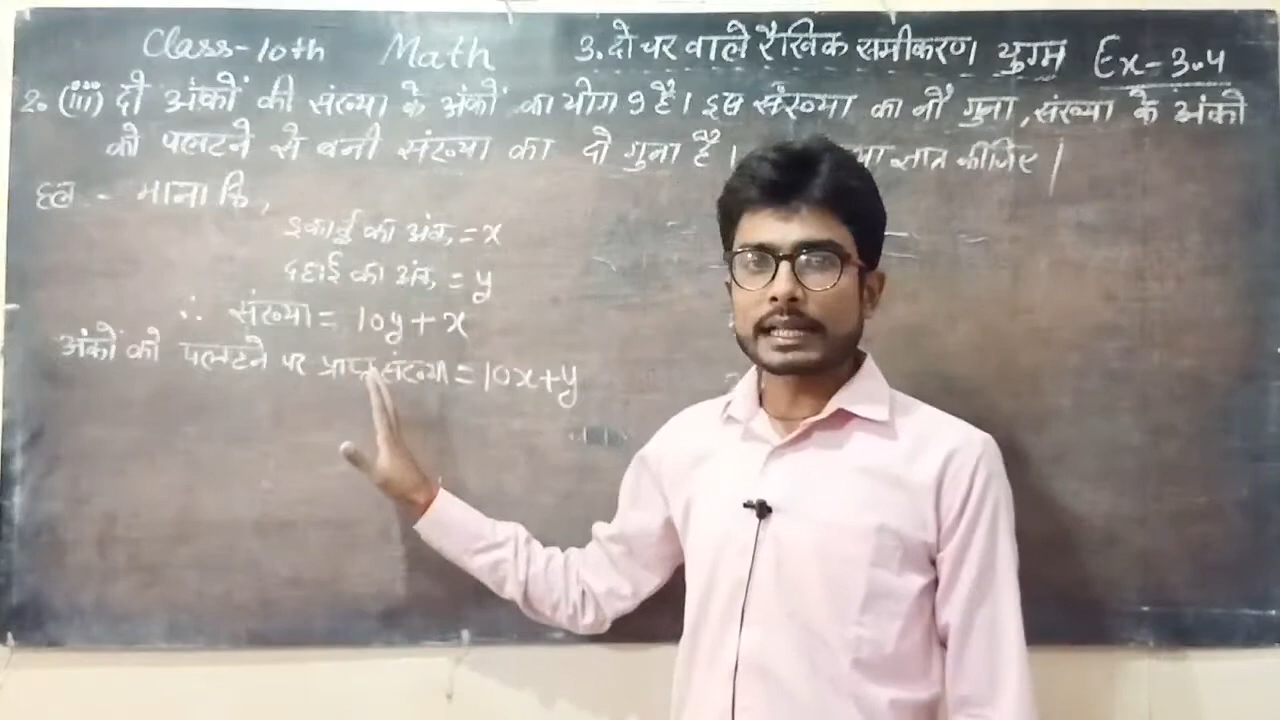 Class-10th Math 3. दो चर वाले रैखिक समीकरण युग्म Ex-3.4
2. (iii) दो अंकों की संख्या के अंकों का योग 9 है। इस संख्या का नौ गुना, संख्या के अंको
को पलटने से बनी संख्या का दो गुना है। ज्ञात कीजिए।
हल - माना कि,
इकाई का अंक = x
दहाई का अंक = y
∴ संख्या = 10y + x
अंकों को पलटने पर प्राप्त संख्या = 10x+y